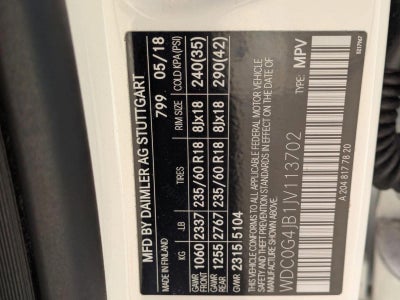 MFD BY DAIMLER AG STUTTGART
MADE IN FINLAND 799 05/18
KG LB TIRES RIM SIZE COLD KPA(PSI)
GAWR FRONT 1060 2337 235/60 R18 8Jx18 240(35)
GAWR REAR 1255 2767 235/60 R18 8Jx18 290(42)
GVWR 2315 5104
THIS VEHICLE CONFORMS TO ALL APPLICABLE FEDERAL MOTOR VEHICLE
SAFETY AND THEFT PREVENTION STANDARDS IN EFFECT ON THE DATE OF
MANUFACTURE SHOWN ABOVE.
WDC0G4JB1JV113702 TYPE: MPV
A 204 817 78 20